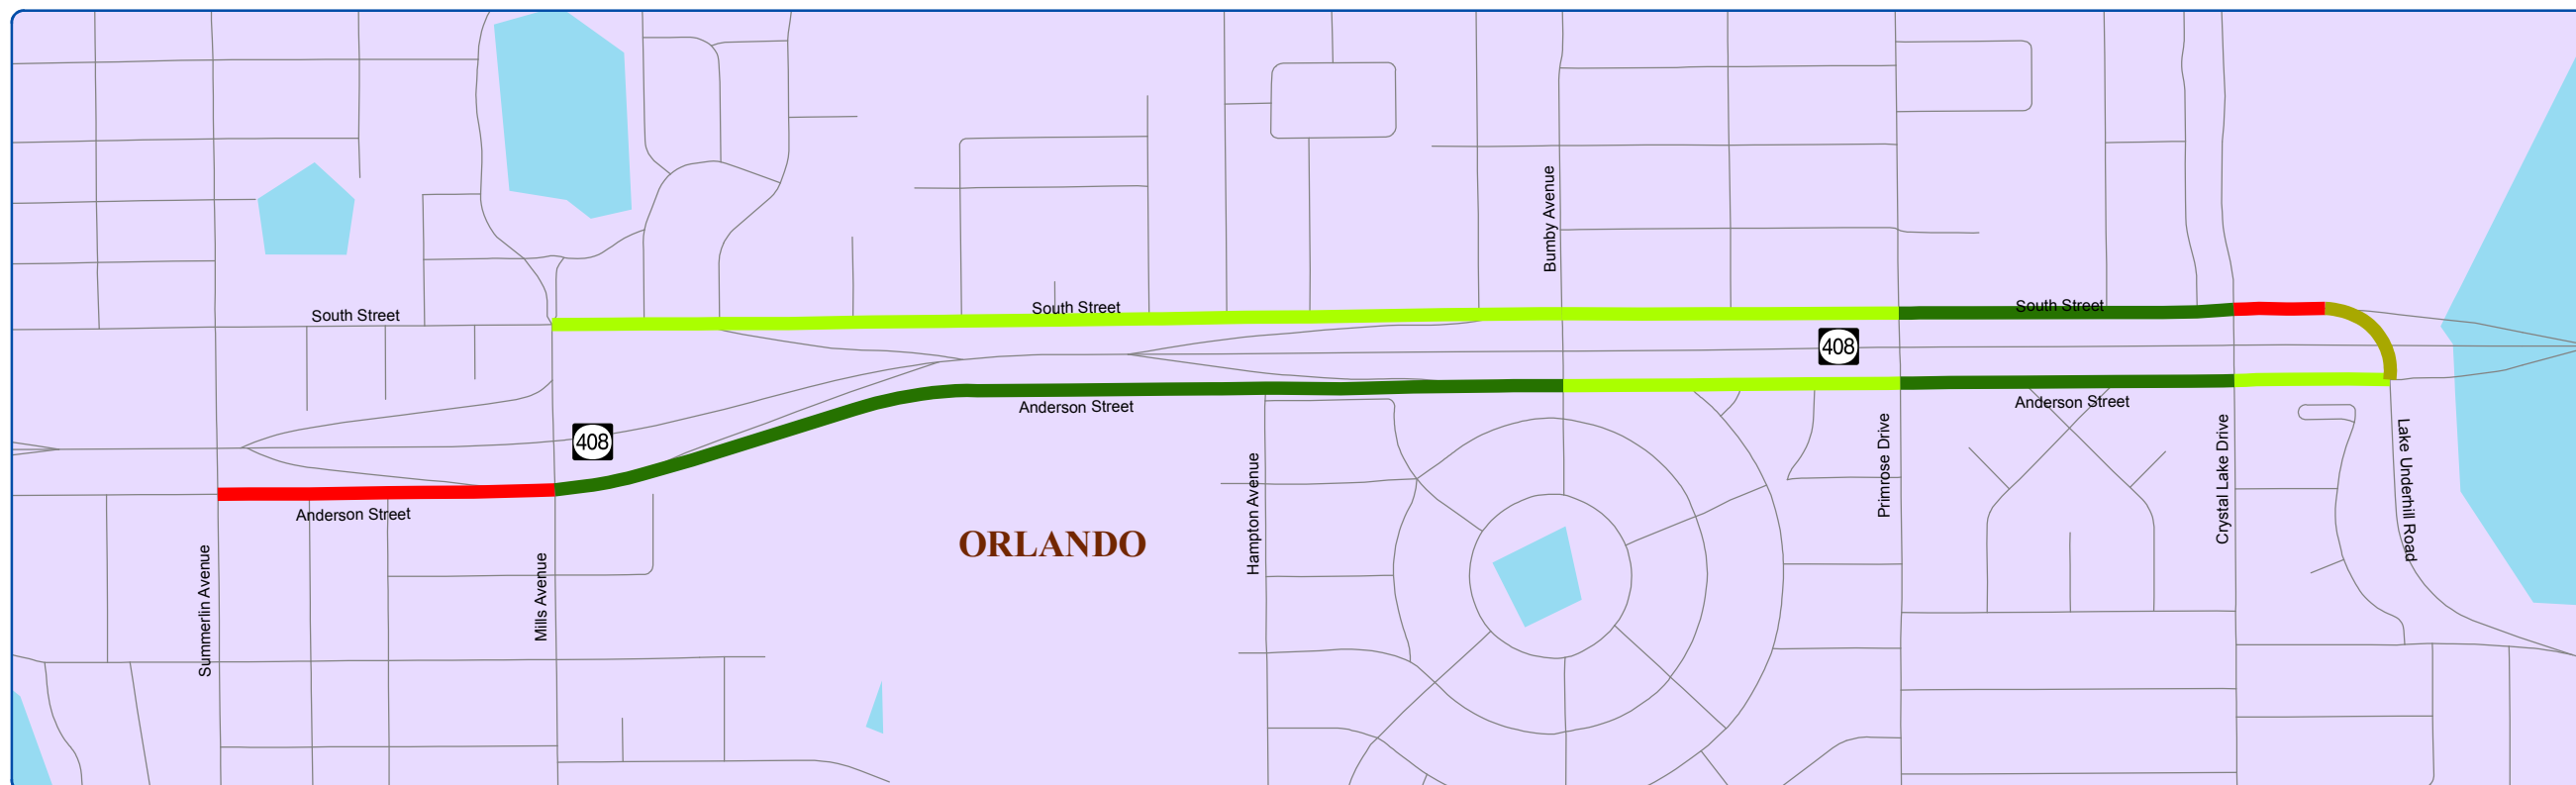 Bumby Avenue
South Street
South Street
South Street
408
Anderson Street
Anderson Street
408
Primrose Drive
Crystal Lake Drive
Lake Underhill Road
Hampton Avenue
Anderson Street
ORLANDO
Summerlin Avenue
Mills Avenue